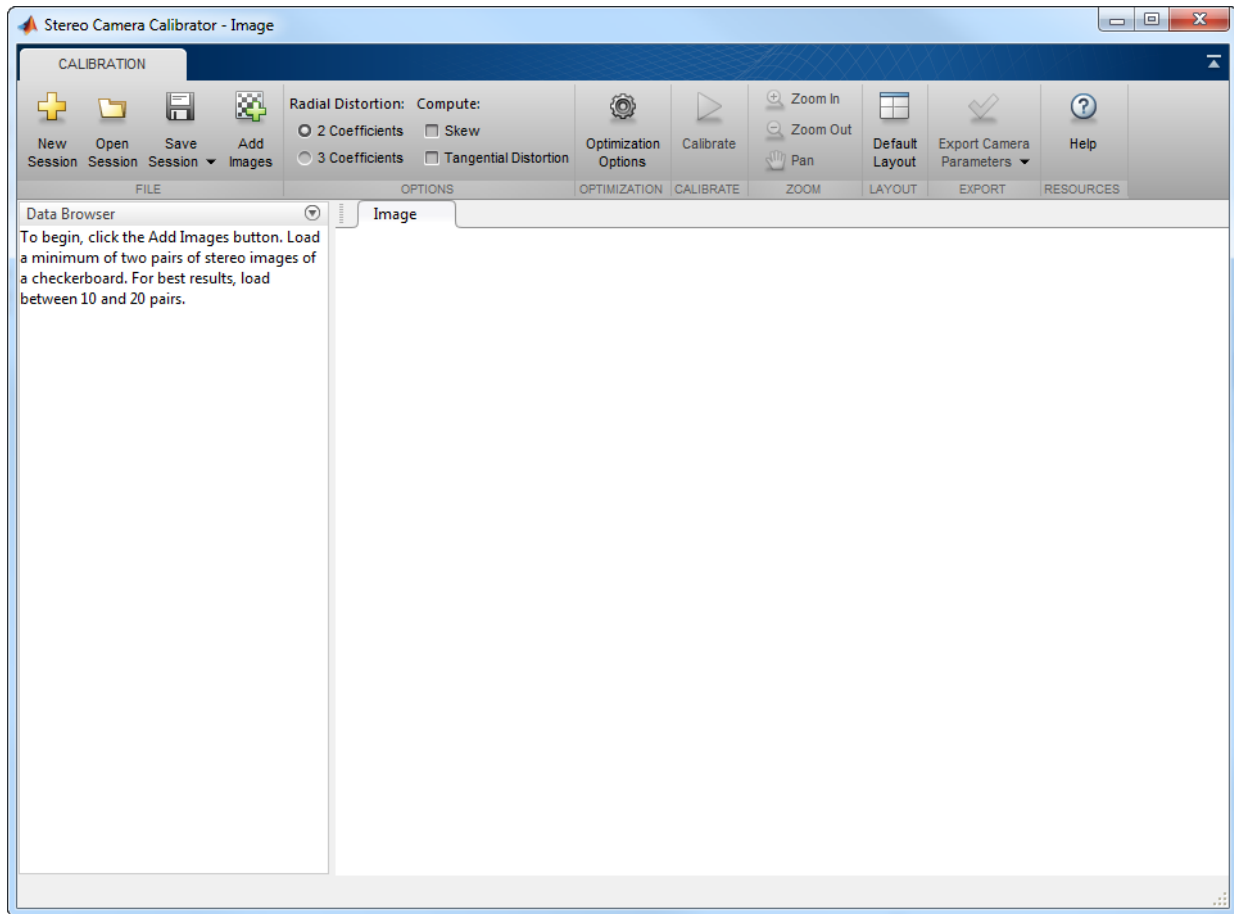 Stereo Camera Calibrator - Image
CALIBRATION
New Session
Open Session
Save Session
Add Images
Radial Distortion:
2 Coefficients
3 Coefficients
Compute:
Skew
Tangential Distortion
Optimization Options
Calibrate
Zoom In
Zoom Out
Pan
Default Layout
Export Camera Parameters
Help
FILE
OPTIONS
OPTIMIZATION
CALIBRATE
ZOOM
LAYOUT
EXPORT
RESOURCES
Data Browser
Image
To begin, click the Add Images button. Load
a minimum of two pairs of stereo images of
a checkerboard. For best results, load
between 10 and 20 pairs.